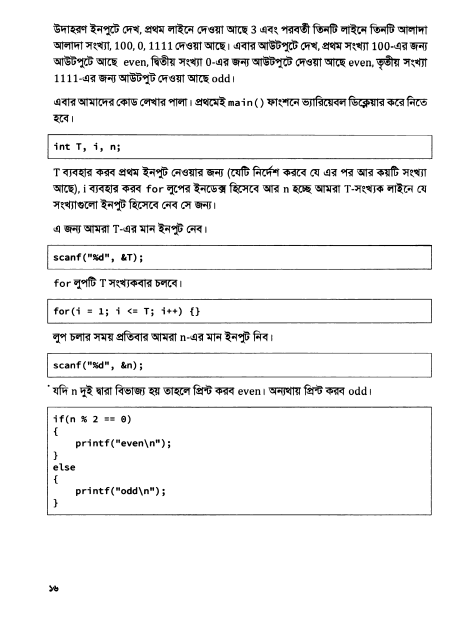 উদাহরণ ইনপুটে দেখ, প্রথম লাইনে দেওয়া আছে 3 এবং পরবর্তী তিনটি লাইনে তিনটি আলাদা
আলাদা সংখ্যা, 100, 0, 1111 দেওয়া আছে। এবার আউটপুটে দেখ, প্রথম সংখ্যা 100-এর জন্য
আউটপুটে আছে even, দ্বিতীয় সংখ্যা 0-এর জন্য আউটপুটে দেওয়া আছে even, তৃতীয় সংখ্যা
1111-এর জন্য আউটপুট দেওয়া আছে odd।
এবার আমাদের কোড লেখার পালা। প্রথমেই main() ফাংশনে ভ্যারিয়েবল ডিক্লেয়ার করে নিতে
হবে।
int T, i, n;
T ব্যবহার করব প্রথম ইনপুট নেওয়ার জন্য (যেটি নির্দেশ করবে যে এর পর আর কয়টি সংখ্যা
আছে), i ব্যবহার করব for লুপের ইনডেক্স হিসেবে আর n হচ্ছে আমরা T-সংখ্যক লাইনে যে
সংখ্যাগুলো ইনপুট হিসেবে নেব সে জন্য।
এ জন্য আমরা T-এর মান ইনপুট নেব।
scanf("%d", &T);
for লুপটি T সংখ্যকবার চলবে।
for(i = 1; i <= T; i++) {}
লুপ চলার সময় প্রতিবার আমরা n-এর মান ইনপুট নিব।
scanf("%d", &n);
যদি n দুই দ্বারা বিভাজ্য হয় তাহলে প্রিন্ট করব even। অন্যথায় প্রিন্ট করব odd।
if(n % 2 == 0)
{
printf("even\n");
}
else
{
printf("odd\n");
}
১৬